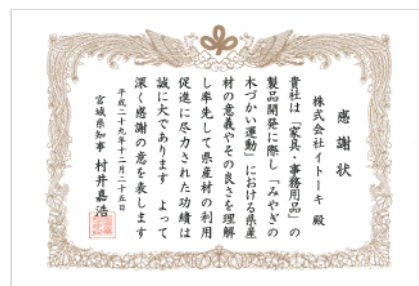 感謝状
株式会社イトーキ 殿
貴社は「家具・事務用品」の
製品開発に際し「みやぎの
木づかい運動」における県産
材の意義やその良さを理解
し率先して県産材の利用
促進に尽力された功績は
誠に大であります よって
深く感謝の意を表します
平成二十九年十二月二十五日
宮城県知事 村井嘉浩